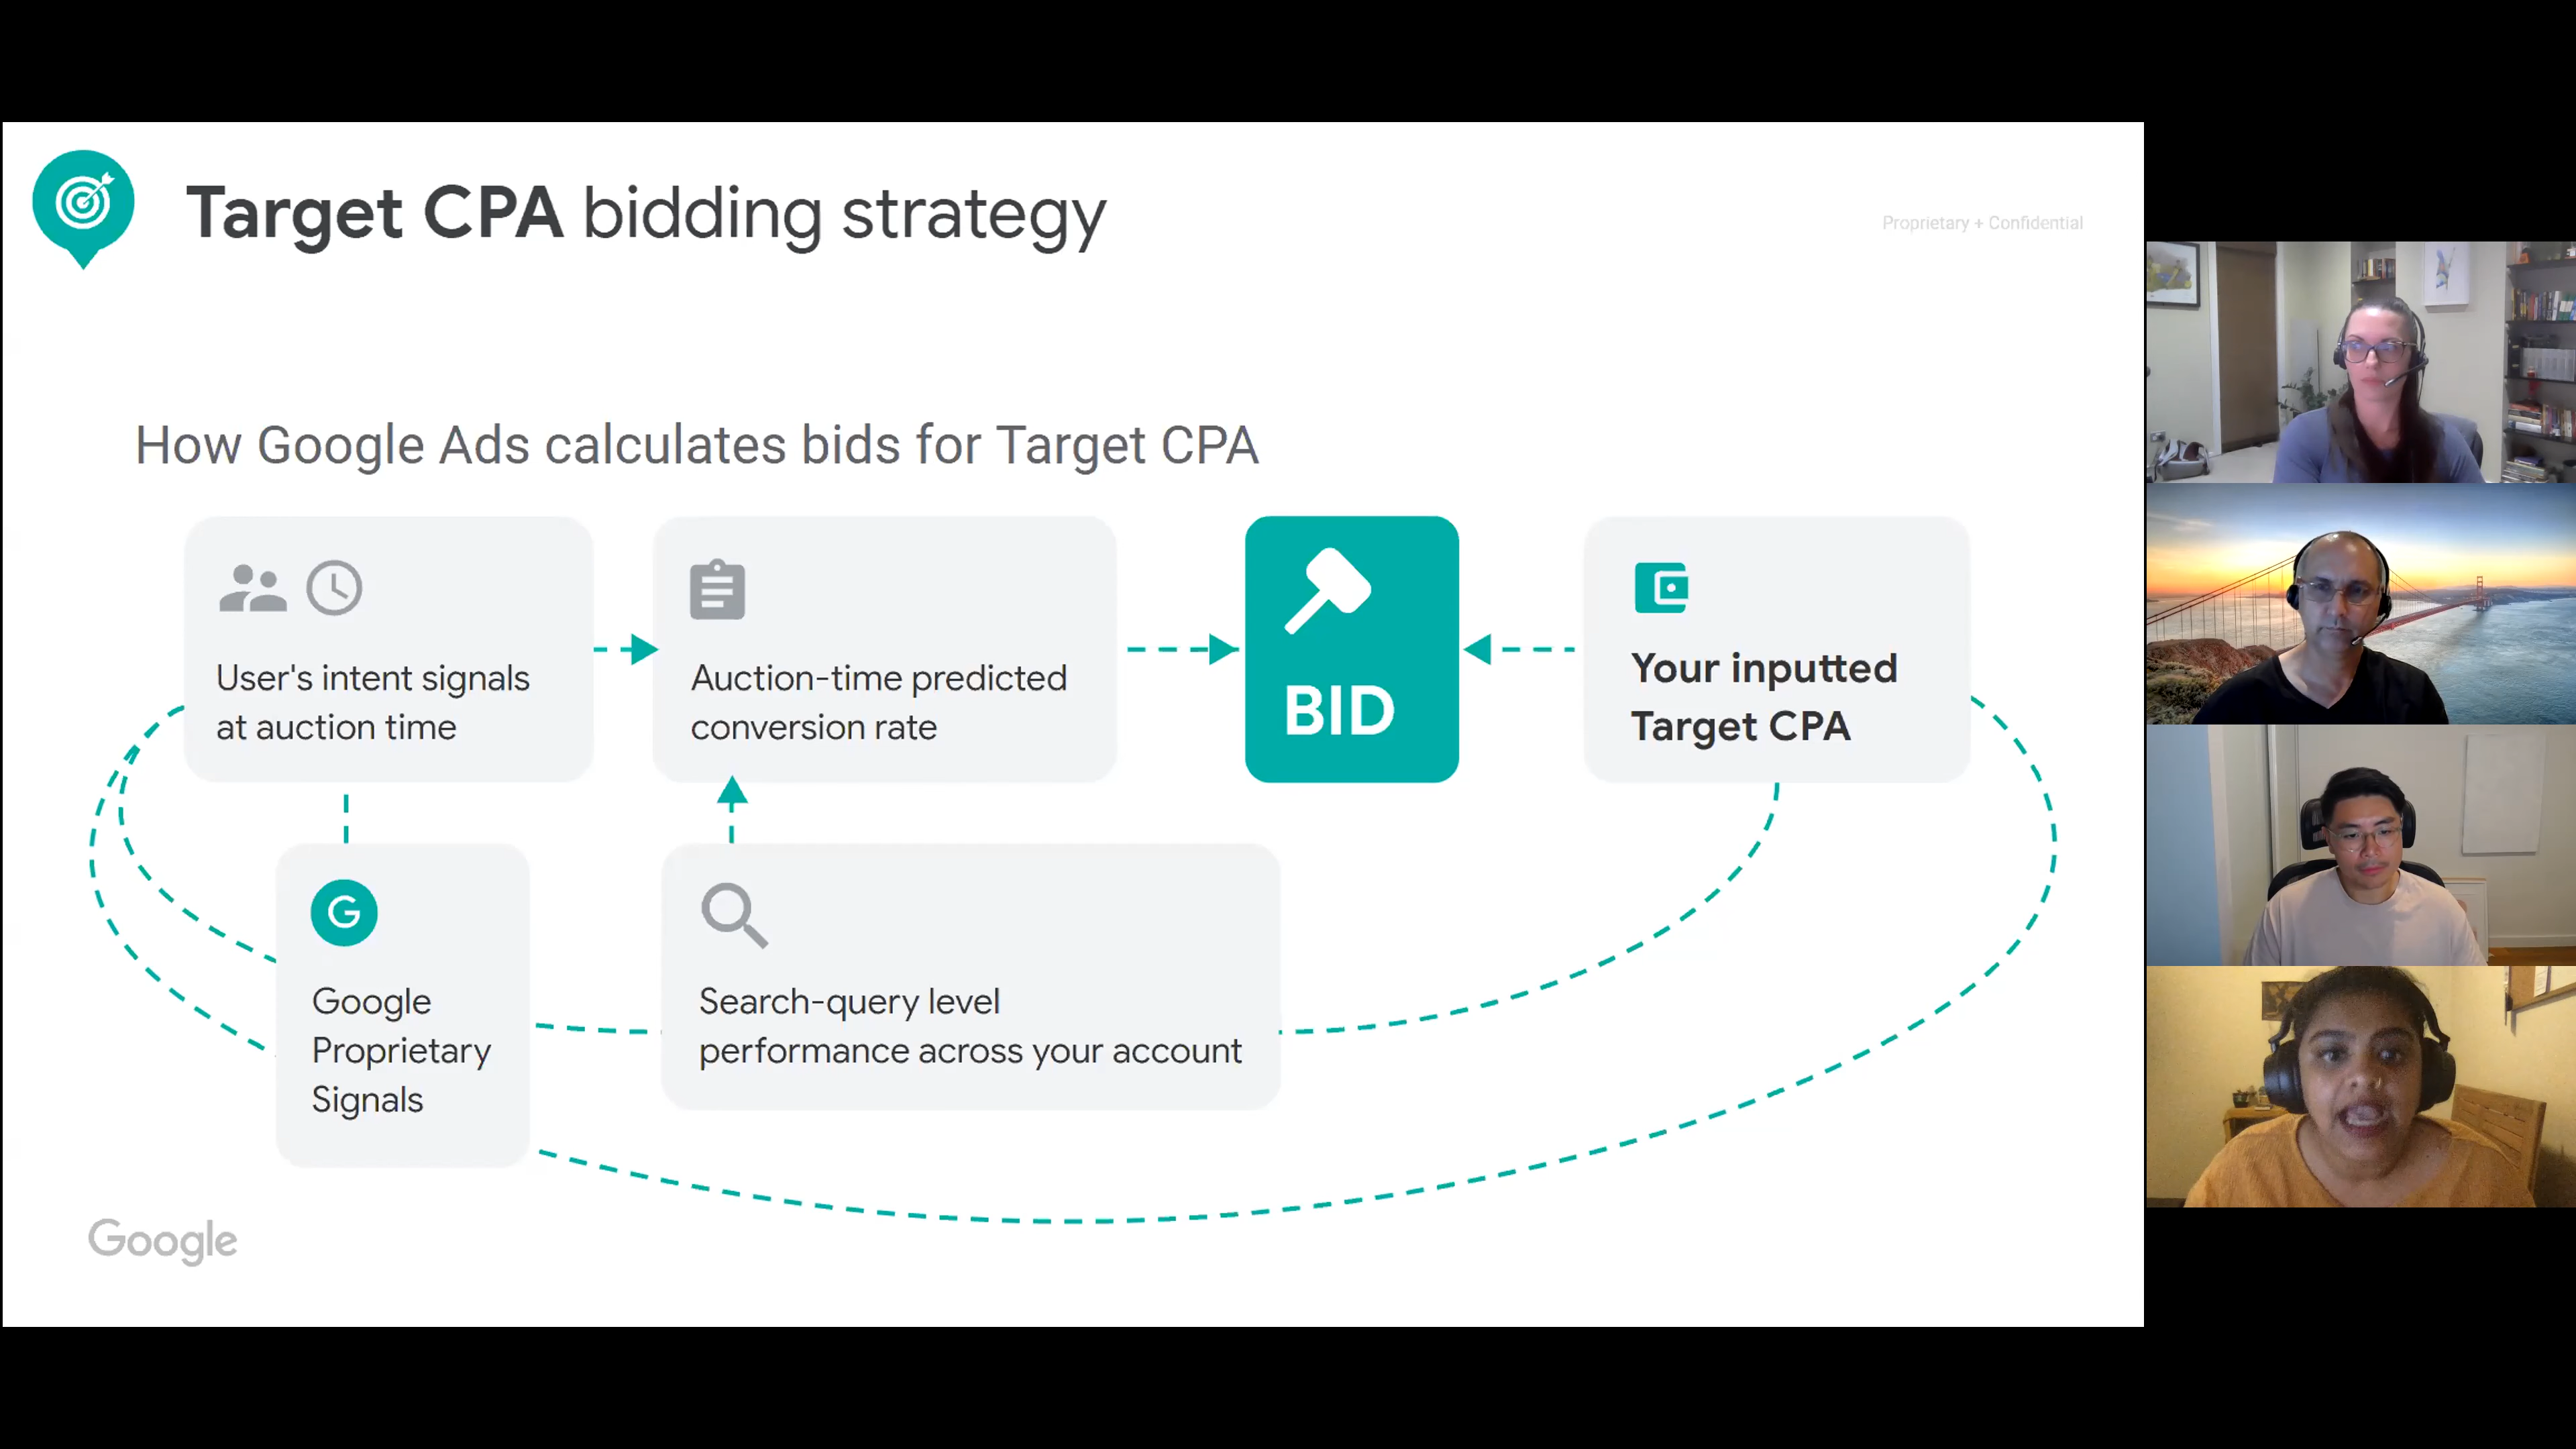 Target CPA bidding strategy
Proprietary + Confidential
How Google Ads calculates bids for Target CPA
User's intent signals
at auction time
Auction-time predicted
conversion rate
BID
Your inputted
Target CPA
G
Google
Proprietary
Signals
Search-query level
performance across your account
Google